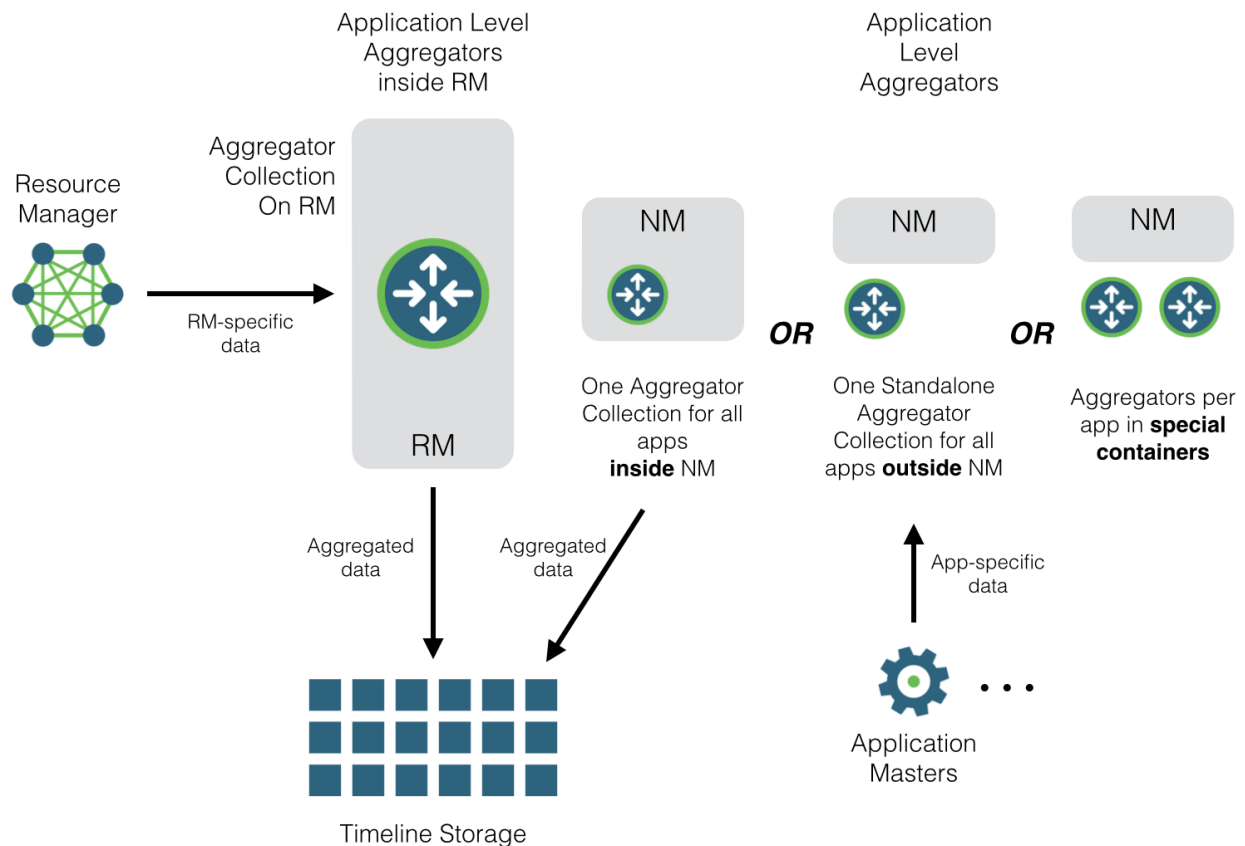 Application Level
Aggregators
inside RM
Application
Level
Aggregators
Aggregator
Collection
On RM
Resource
Manager
RM-specific
data
RM
NM
OR
NM
OR
NM
One Aggregator
Collection for all
apps
inside NM
One Standalone
Aggregator
Collection for all
apps outside NM
Aggregators per
app in special
containers
Aggregated
data
Aggregated
data
App-specific
data
Application
Masters
...
Timeline Storage